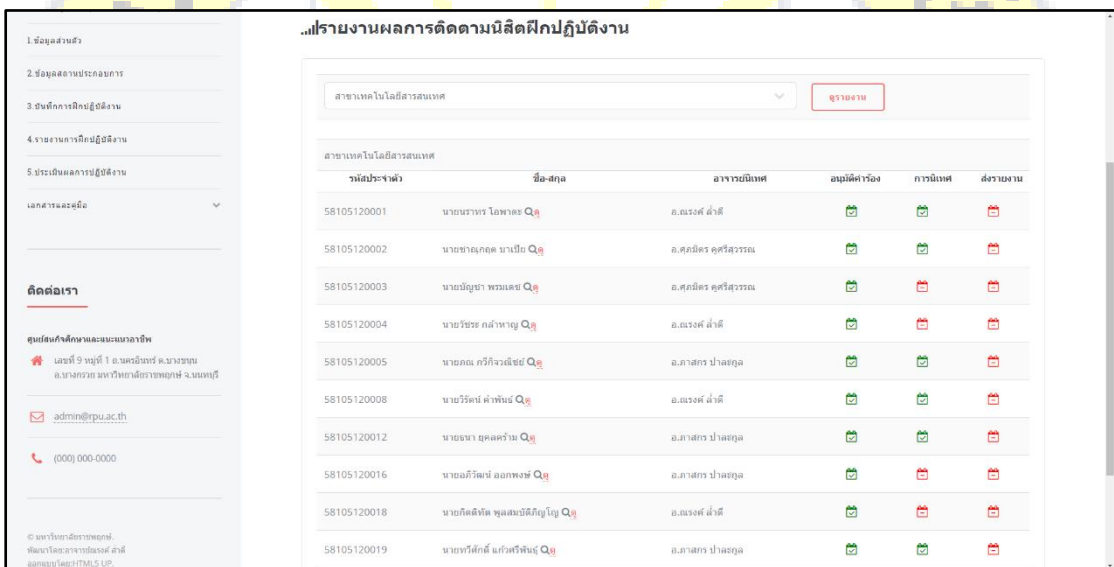 รายงานผลการติดตามนิสิตฝึกปฏิบัติงาน
1.ข้อมูลส่วนตัว
2.ข้อมูลสถานประกอบการ
3.บันทึกการฝึกปฏิบัติงาน
4.รายงานการฝึกปฏิบัติงาน
5.ประเมินผลการปฏิบัติงาน
เอกสารและคู่มือ
ติดต่อเรา
ศูนย์สหกิจศึกษาและแนะแนวอาชีพ
เลขที่ 9 หมู่ที่ 1 ถ.นครอินทร์ ต.บางขนุน
อ.บางกรวย มหาวิทยาลัยราชพฤกษ์ จ.นนทบุรี
admin@rpu.ac.th
(000) 000-0000
© มหาวิทยาลัยราชพฤกษ์.
พัฒนาโดย:อาจารย์ณรงค์ ล่ำดี
ออกแบบโดย:HTML5 UP.
สาขาเทคโนโลยีสารสนเทศ ดูรายงาน
สาขาเทคโนโลยีสารสนเทศ
รหัสประจำตัว ชื่อ-สกุล อาจารย์นิเทศ อนุมัติคำร้อง การนิเทศ ส่งรายงาน
58105120001 นายนราทร โอพาตะ ดู อ.ณรงค์ ล่ำดี
58105120002 นายชาญกฤต มาเปีย ดู อ.ศุภมิตร คุศรีสุวรรณ
58105120003 นายบัญชา พรมเดช ดู อ.ศุภมิตร คุศรีสุวรรณ
58105120004 นายวัชระ กล้าหาญ ดู อ.ณรงค์ ล่ำดี
58105120005 นายภณ กวีกิจวณิชย์ ดู อ.ภาสกร ปาละกูล
58105120008 นายวิรัตน์ คำพันธ์ ดู อ.ณรงค์ ล่ำดี
58105120012 นายธนา ยุคลคร้าม ดู อ.ภาสกร ปาละกูล
58105120016 นายอภิวัฒน์ ออกพงษ์ ดู อ.ภาสกร ปาละกูล
58105120018 นายกิตติทัต พูลสมบัติภิญโญ ดู อ.ณรงค์ ล่ำดี
58105120019 นายทวีศักดิ์ แก้วศรีพันธุ์ ดู อ.ภาสกร ปาละกูล